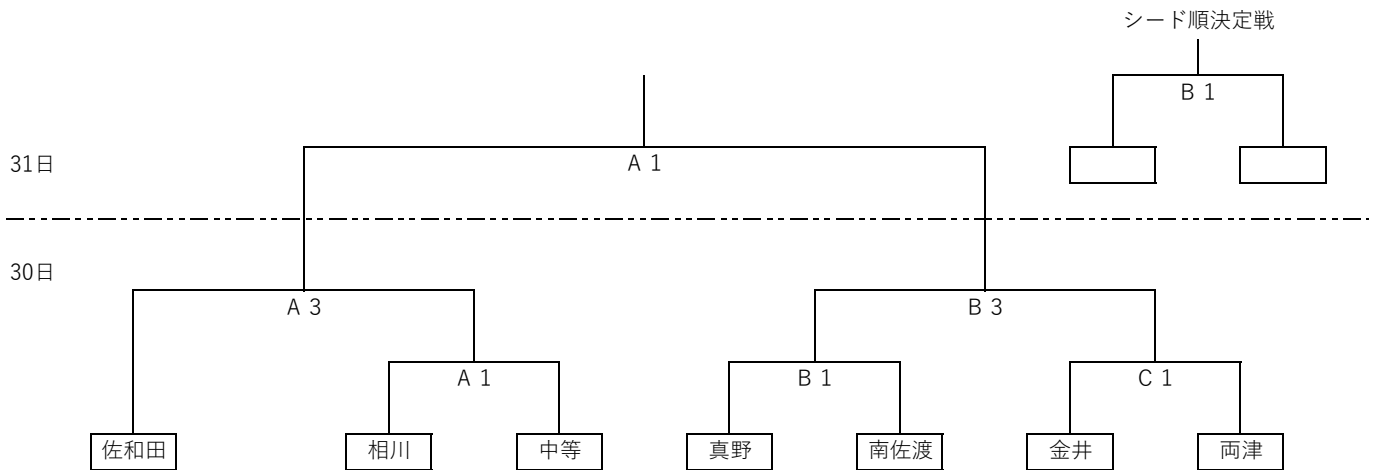 シード順決定戦
B 1
31日
A 1
30日
A 3
B 3
A 1
B 1
C 1
佐和田
相川
中等
真野
南佐渡
金井
両津